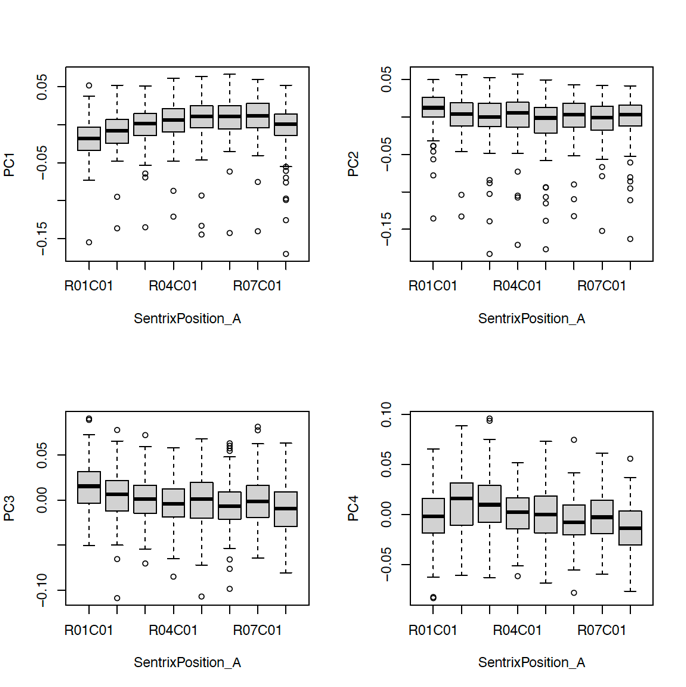 PC1
0.05
−0.05
−0.15
R01C01 R04C01 R07C01
SentrixPosition_A
PC2
0.05
−0.05
−0.15
R01C01 R04C01 R07C01
SentrixPosition_A
PC3
0.05
0.00
−0.10
R01C01 R04C01 R07C01
SentrixPosition_A
PC4
0.10
0.05
0.00
−0.05
R01C01 R04C01 R07C01
SentrixPosition_A